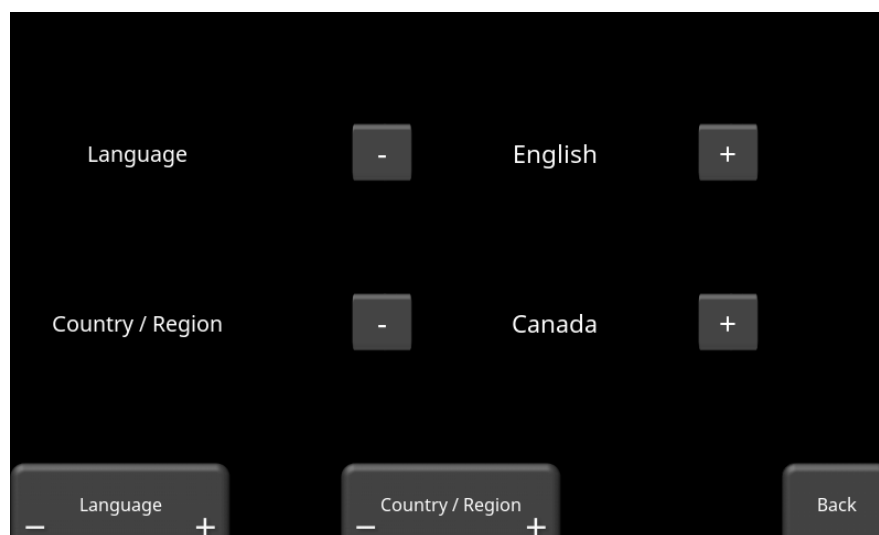 Language - English +
Country / Region - Canada +
Language Country / Region Back
− + − +